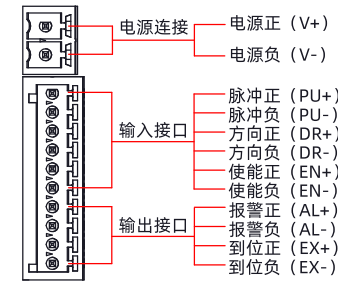 电源连接
电源正（V+）
电源负（V-）
输入接口
脉冲正（PU+）
脉冲负（PU-）
方向正（DR+）
方向负（DR-）
使能正（EN+）
使能负（EN-）
输出接口
报警正（AL+）
报警负（AL-）
到位正（EX+）
到位负（EX-）